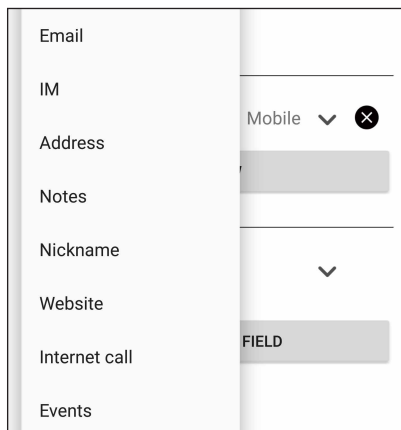 Email
IM
Mobile
Address
Notes
Nickname
Website
Internet call
FIELD
Events